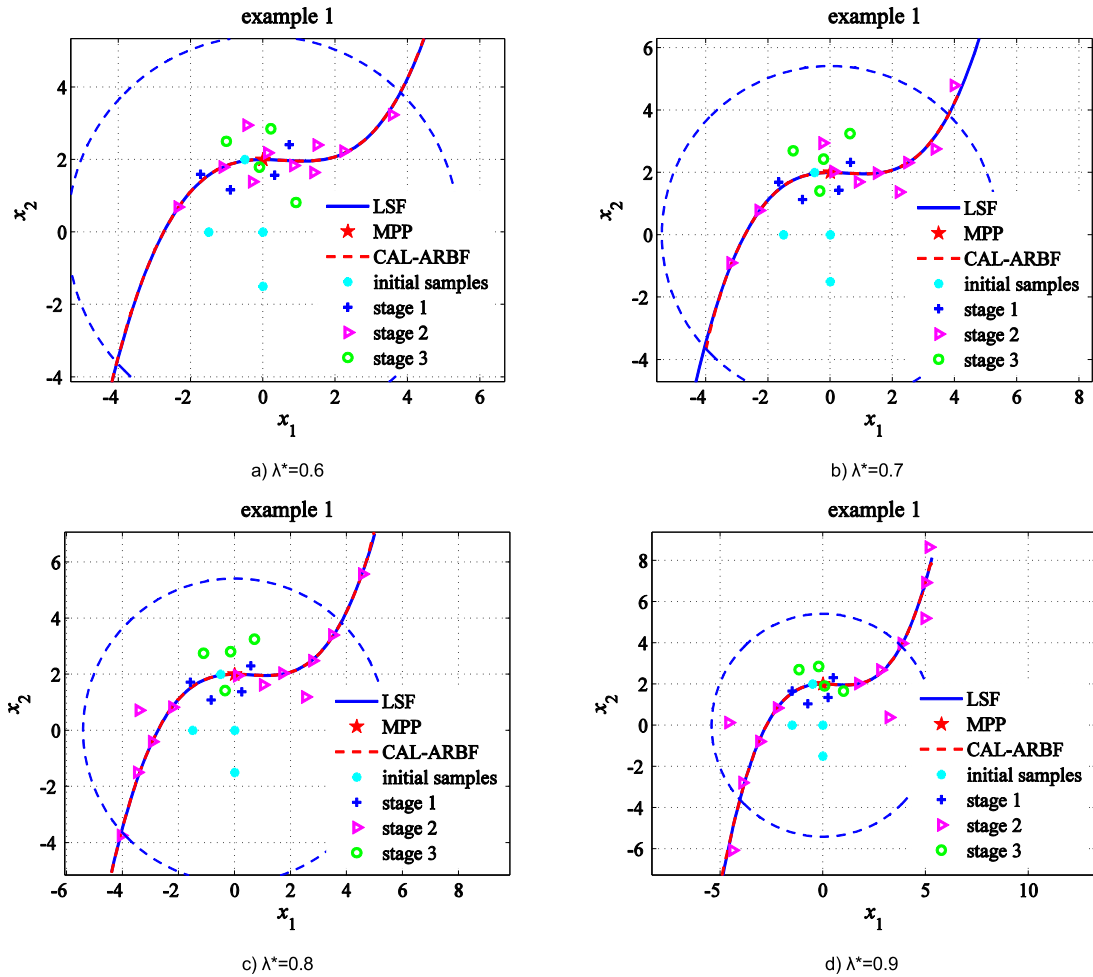 example 1
4
2
0
-2
-4
x2
-4
-2
0
2
4
6
x1
LSF
MPP
CAL-ARBF
initial samples
stage 1
stage 2
stage 3
a) λ*=0.6
example 1
6
4
2
0
-2
-4
x2
-4
-2
0
2
4
6
8
x1
LSF
MPP
CAL-ARBF
initial samples
stage 1
stage 2
stage 3
b) λ*=0.7
example 1
6
4
2
0
-2
-4
x2
-6
-4
-2
0
2
4
6
8
x1
LSF
MPP
CAL-ARBF
initial samples
stage 1
stage 2
stage 3
c) λ*=0.8
example 1
8
6
4
2
0
-2
-4
-6
x2
-5
0
5
10
x1
LSF
MPP
CAL-ARBF
initial samples
stage 1
stage 2
stage 3
d) λ*=0.9